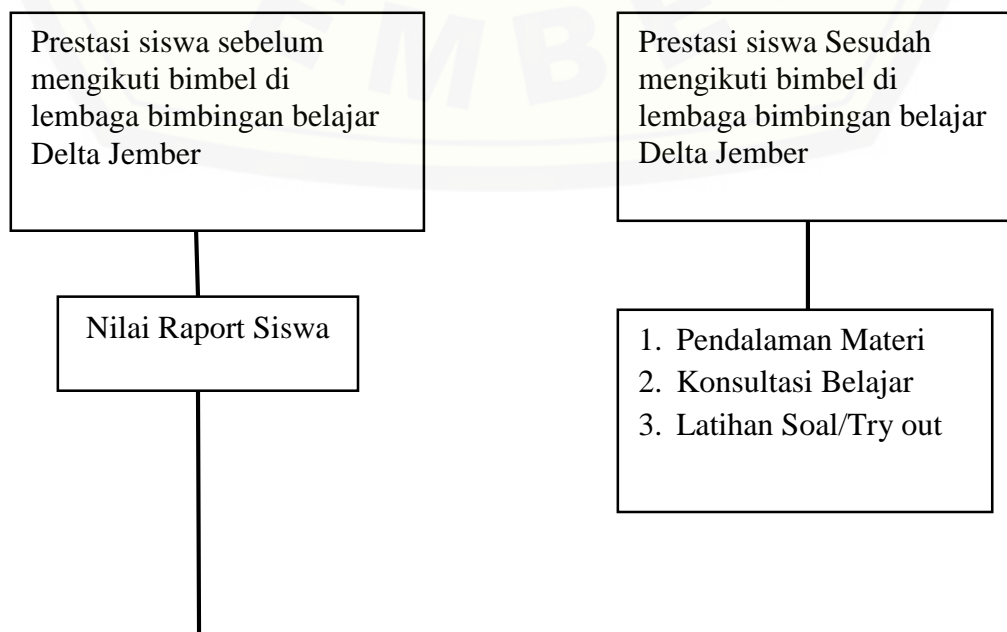 Prestasi siswa sebelum
mengikuti bimbel di
lembaga bimbingan belajar
Delta Jember
Prestasi siswa Sesudah
mengikuti bimbel di
lembaga bimbingan belajar
Delta Jember
Nilai Raport Siswa
1. Pendalaman Materi
2. Konsultasi Belajar
3. Latihan Soal/Try out